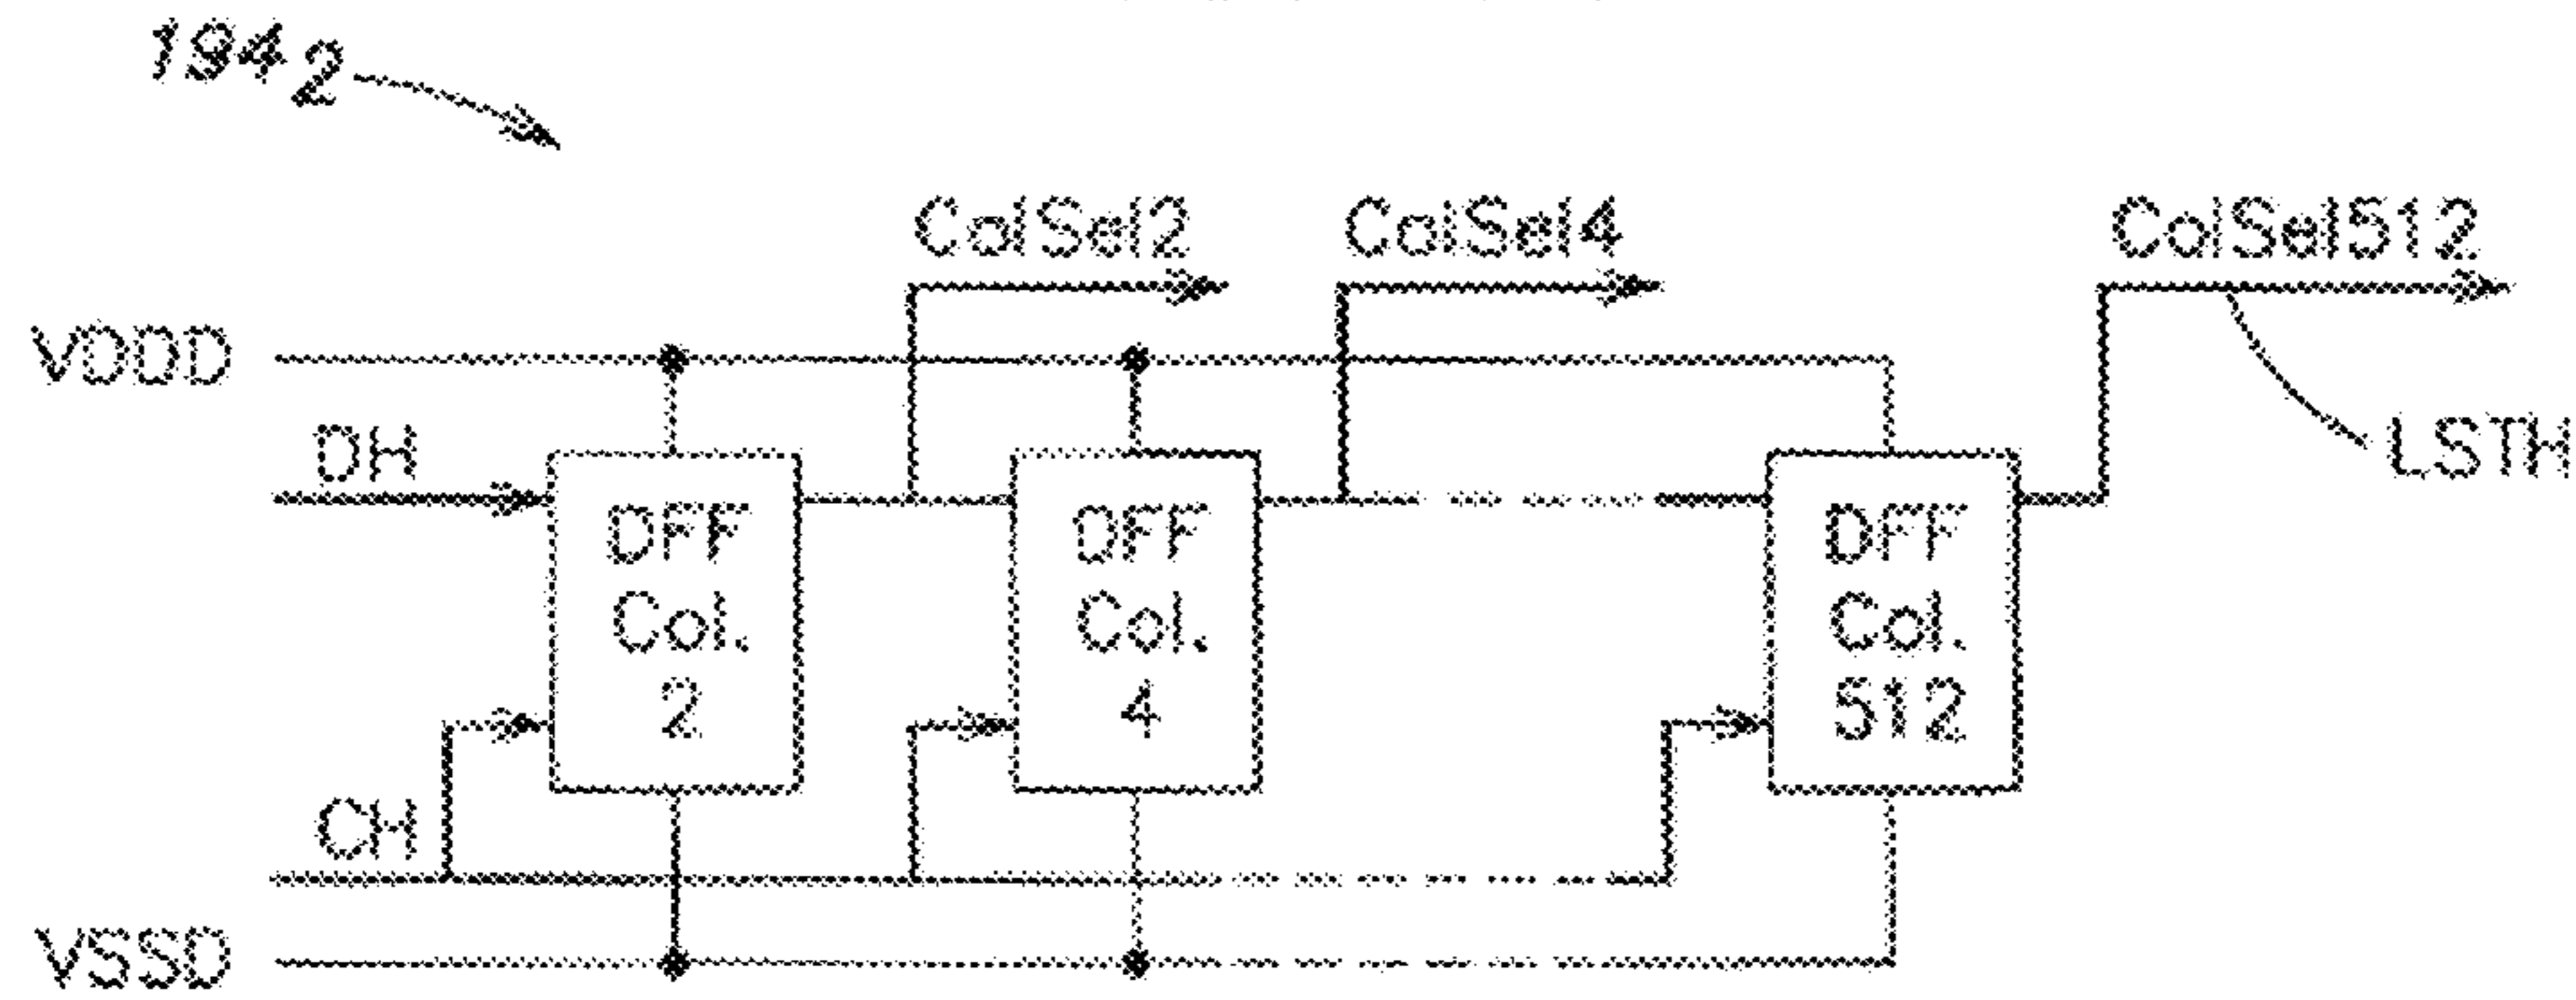 194₂
ColSel2
ColSel4
ColSel512
VDDD
DH
LSTH
DFF
Col.
2
DFF
Col.
4
DFF
Col.
512
CH
VSSD